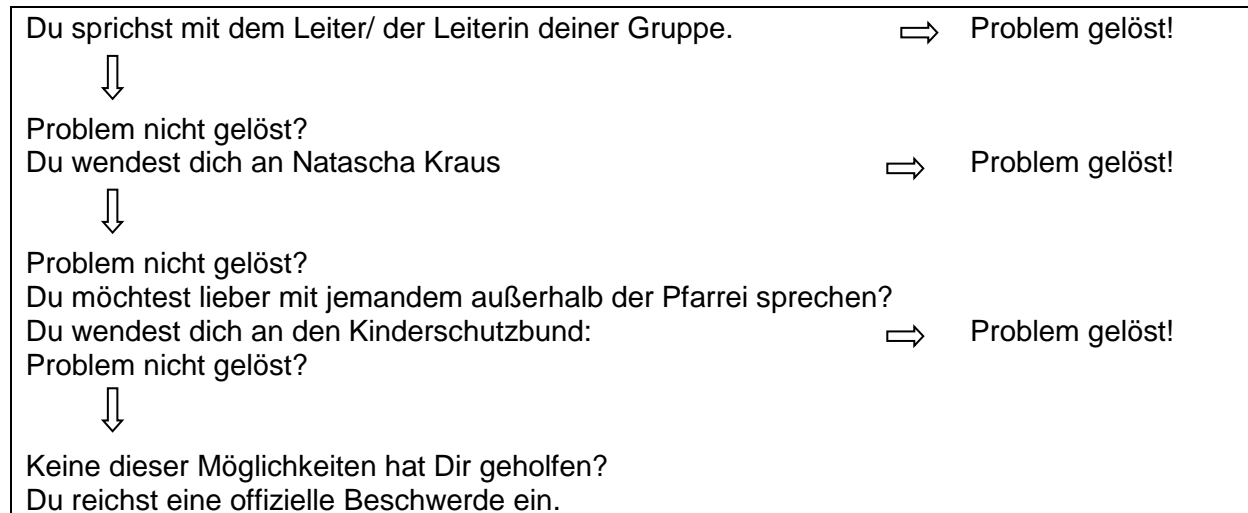 Du sprichst mit dem Leiter/ der Leiterin deiner Gruppe. ⇨ Problem gelöst!
⇩
Problem nicht gelöst?
Du wendest dich an Natascha Kraus ⇨ Problem gelöst!
⇩
Problem nicht gelöst?
Du möchtest lieber mit jemandem außerhalb der Pfarrei sprechen?
Du wendest dich an den Kinderschutzbund: ⇨ Problem gelöst!
Problem nicht gelöst?
⇩
Keine dieser Möglichkeiten hat Dir geholfen?
Du reichst eine offizielle Beschwerde ein.